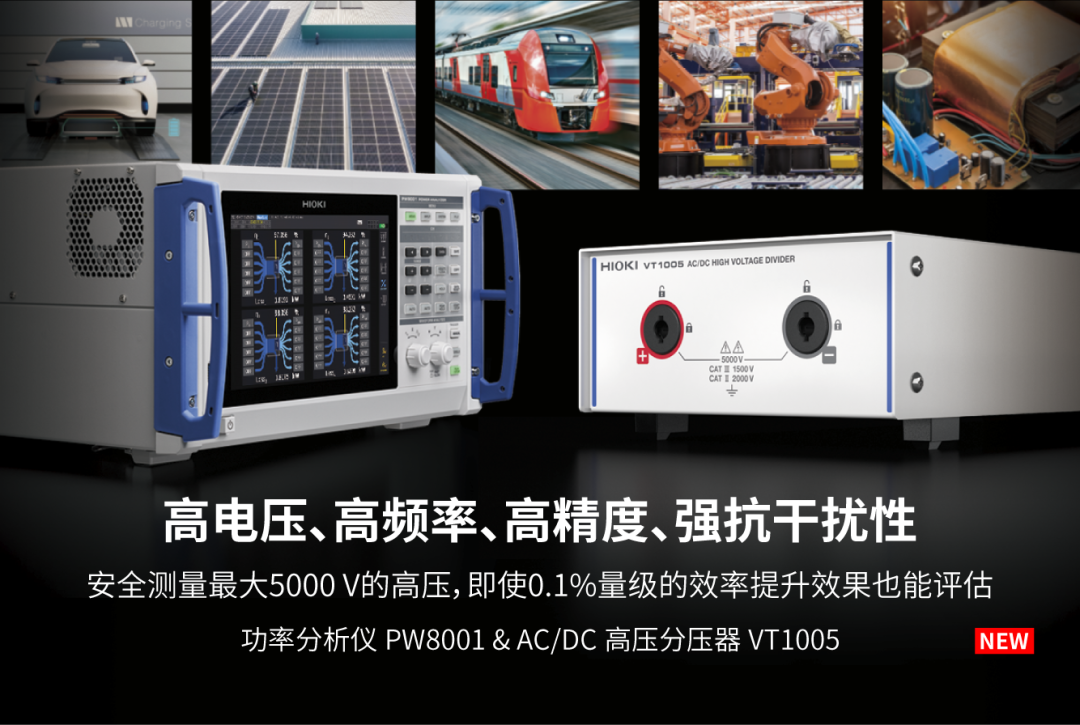 Charging S
HIOKI
HIOKI VT1005 AC/DC HIGH VOLTAGE DIVIDER
5000 V
CAT Ⅲ 1500 V
CAT Ⅱ 2000 V
高电压、高频率、高精度、强抗干扰性
安全测量最大5000 V的高压，即使0.1%量级的效率提升效果也能评估
功率分析仪 PW8001 & AC/DC 高压分压器 VT1005
NEW